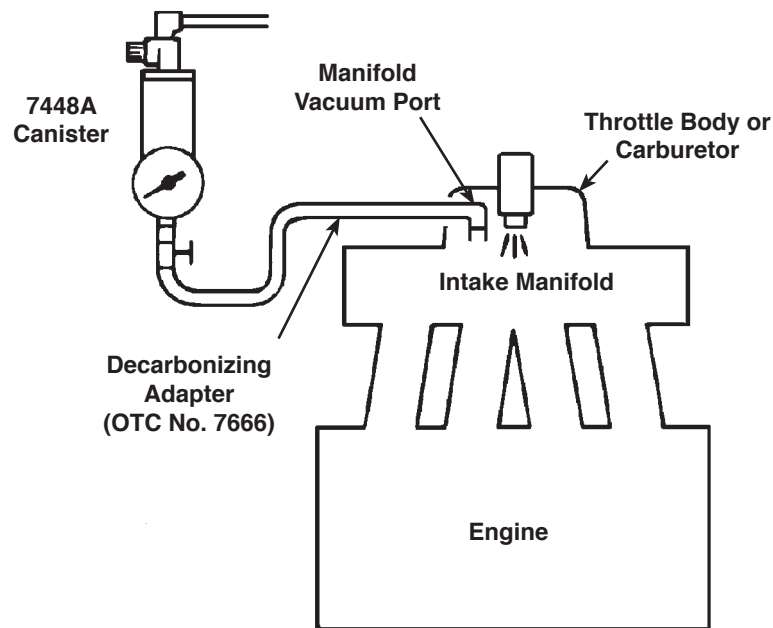 7448A
Canister
Manifold
Vacuum Port
Throttle Body or
Carburetor
Intake Manifold
Decarbonizing
Adapter
(OTC No. 7666)
Engine